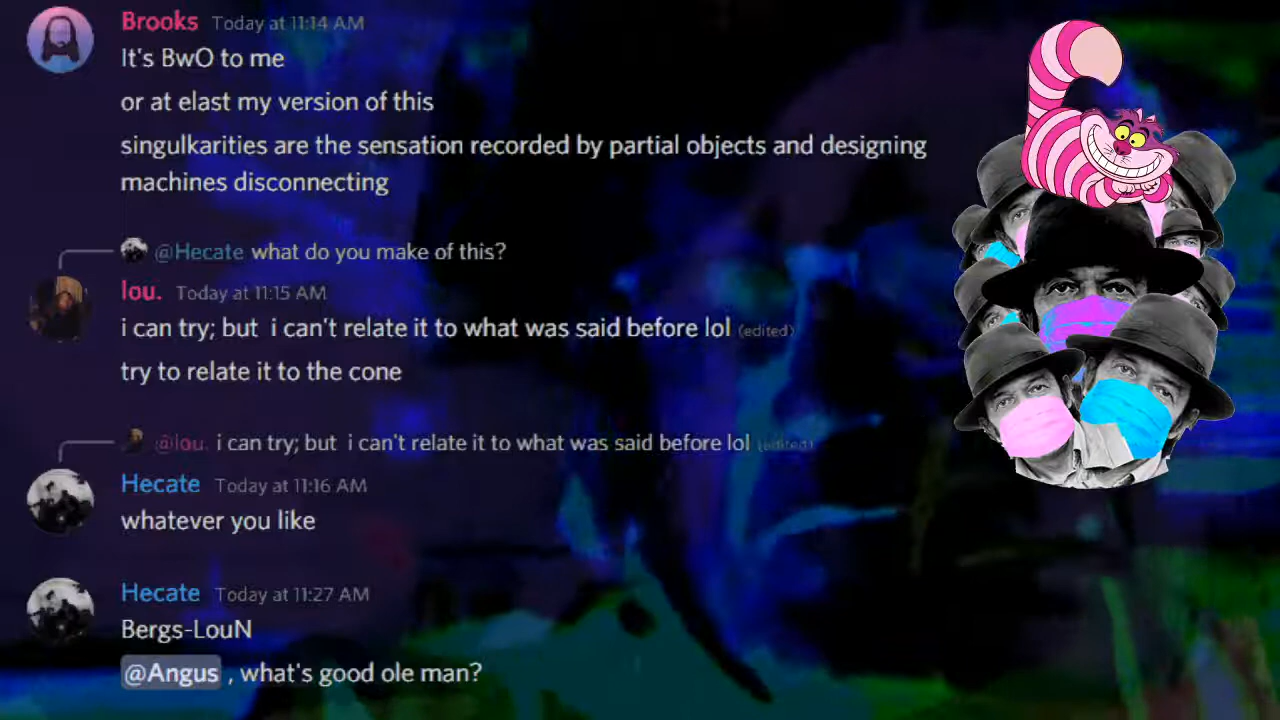 Brooks Today at 11:14 AM
It's BwO to me
or at elast my version of this
singulkarities are the sensation recorded by partial objects and designing
machines disconnecting
@Hecate what do you make of this?
lou. Today at 11:15 AM
i can try; but i can't relate it to what was said before lol (edited)
try to relate it to the cone
@lou. i can try; but i can't relate it to what was said before lol (edited)
Hecate Today at 11:16 AM
whatever you like
Hecate Today at 11:27 AM
Bergs-LouN
@Angus , what's good ole man?